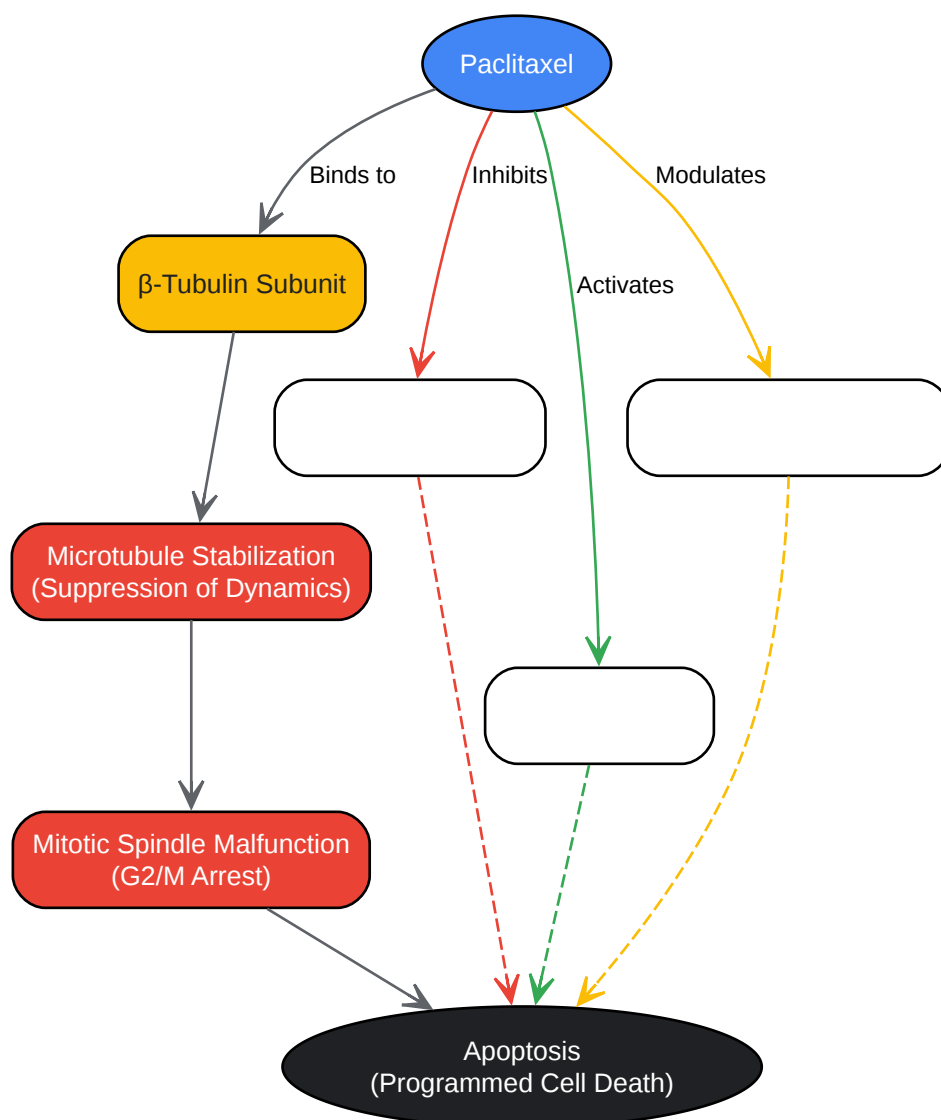 Paclitaxel
Binds to
Inhibits
Modulates
β-Tubulin Subunit
Activates
Microtubule Stabilization
(Suppression of Dynamics)
Mitotic Spindle Malfunction
(G2/M Arrest)
Apoptosis
(Programmed Cell Death)